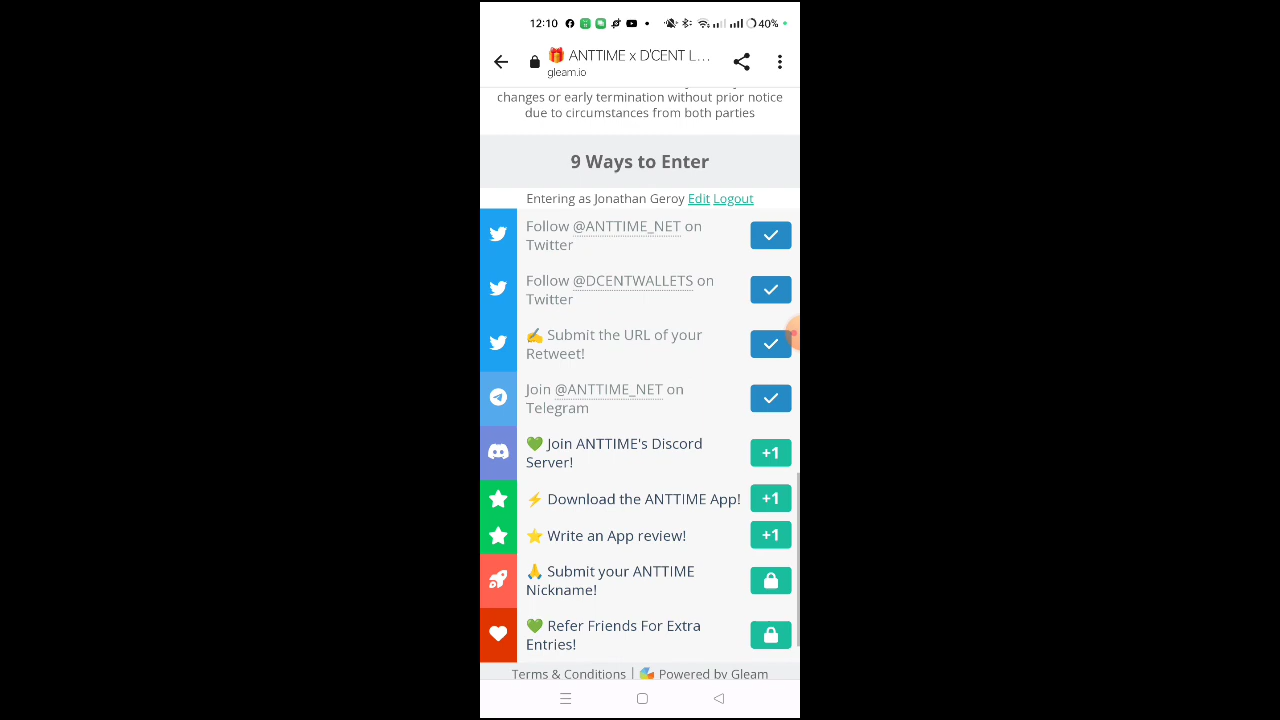 12:10
40%
🎁 ANTTIME x D'CENT L...
gleam.io
changes or early termination without prior notice
due to circumstances from both parties
9 Ways to Enter
Entering as Jonathan Geroy Edit Logout
Follow @ANTTIME_NET on
Twitter
Follow @DCENTWALLETS on
Twitter
✍️ Submit the URL of your
Retweet!
Join @ANTTIME_NET on
Telegram
💚 Join ANTTIME's Discord
Server!
+1
⚡ Download the ANTTIME App!
+1
⭐ Write an App review!
+1
🙏 Submit your ANTTIME
Nickname!
💚 Refer Friends For Extra
Entries!
Terms & Conditions | Powered by Gleam